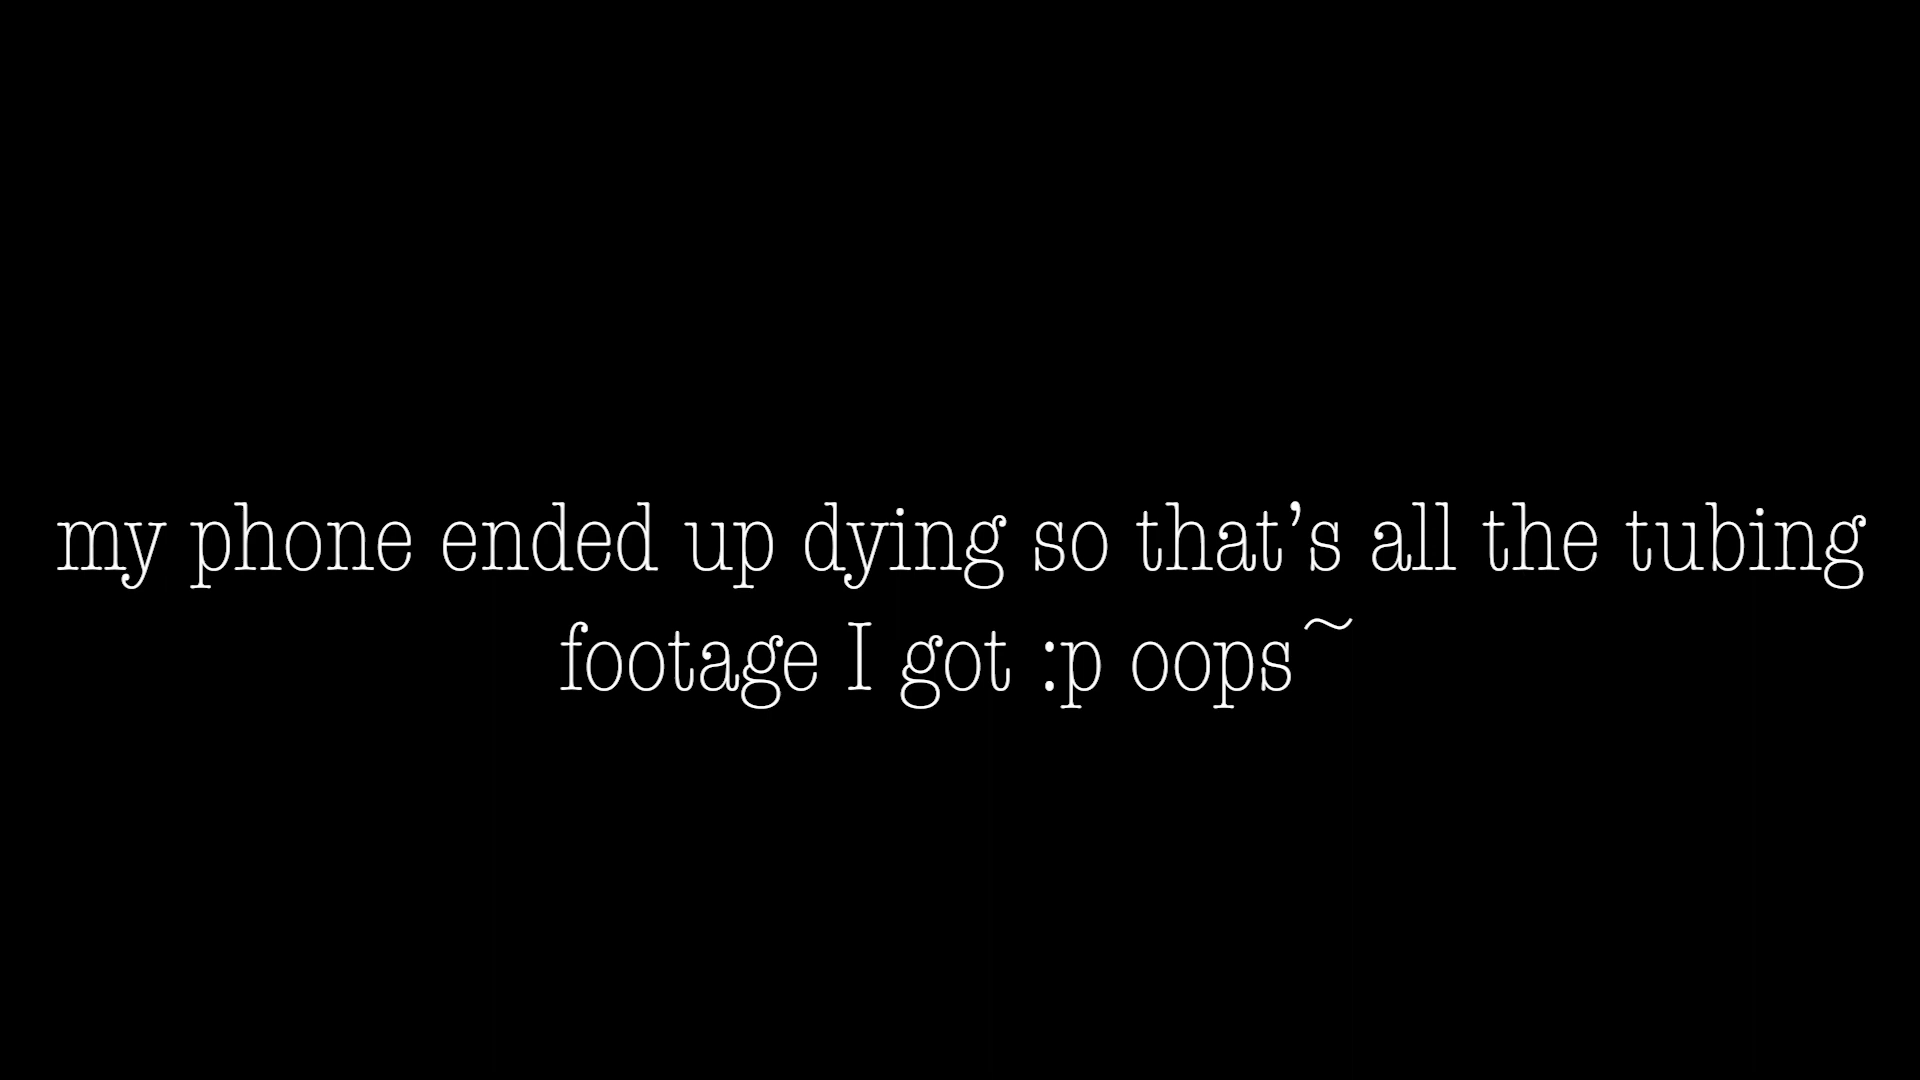 my phone ended up dying so that’s all the tubing
footage I got :p oops~